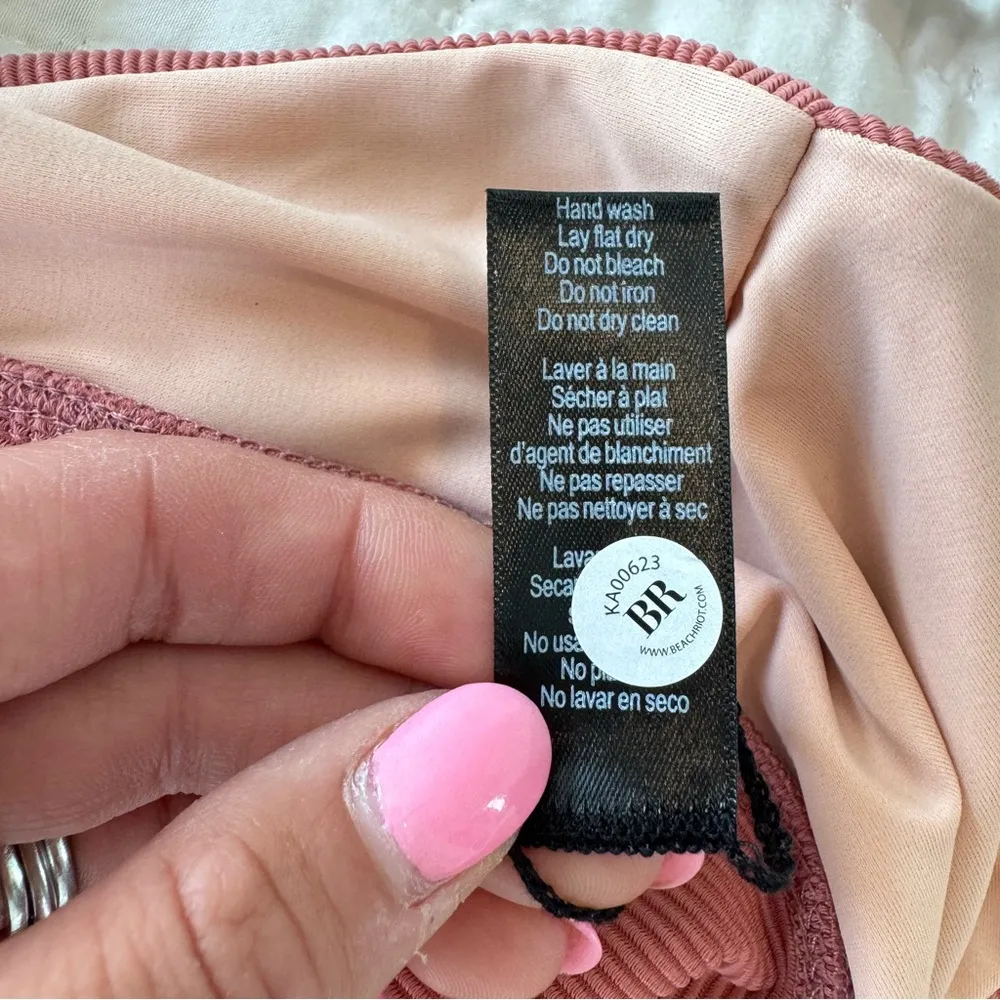 Hand wash
Lay flat dry
Do not bleach
Do not iron
Do not dry clean
Laver à la main
Sécher à plat
Ne pas utiliser
d'agent de blanchiment
Ne pas repasser
Ne pas nettoyer à sec
No
No
No lavar en seco
KA00623
BR
WWW.BEACHRIOT.COM